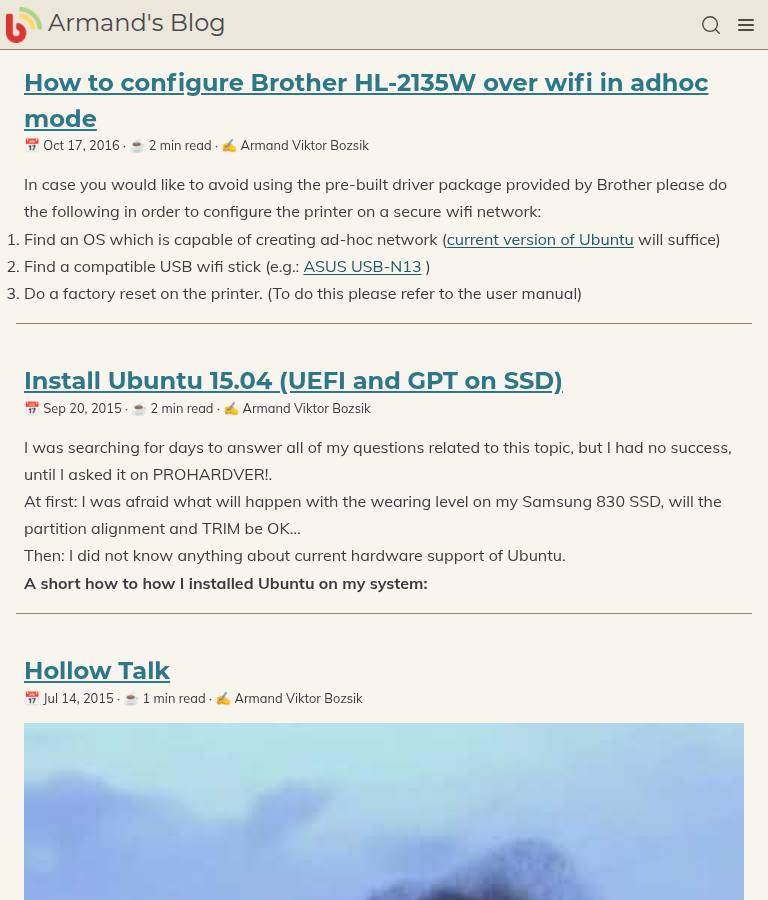 Armand's Blog
How to configure Brother HL-2135W over wifi in adhoc
mode
📅 Oct 17, 2016 · ☕ 2 min read · ✍️ Armand Viktor Bozsik
In case you would like to avoid using the pre-built driver package provided by Brother please do
the following in order to configure the printer on a secure wifi network:
1. Find an OS which is capable of creating ad-hoc network (current version of Ubuntu will suffice)
2. Find a compatible USB wifi stick (e.g.: ASUS USB-N13 )
3. Do a factory reset on the printer. (To do this please refer to the user manual)
Install Ubuntu 15.04 (UEFI and GPT on SSD)
📅 Sep 20, 2015 · ☕ 2 min read · ✍️ Armand Viktor Bozsik
I was searching for days to answer all of my questions related to this topic, but I had no success,
until I asked it on PROHARDVER!.
At first: I was afraid what will happen with the wearing level on my Samsung 830 SSD, will the
partition alignment and TRIM be OK…
Then: I did not know anything about current hardware support of Ubuntu.
A short how to how I installed Ubuntu on my system:
Hollow Talk
📅 Jul 14, 2015 · ☕ 1 min read · ✍️ Armand Viktor Bozsik